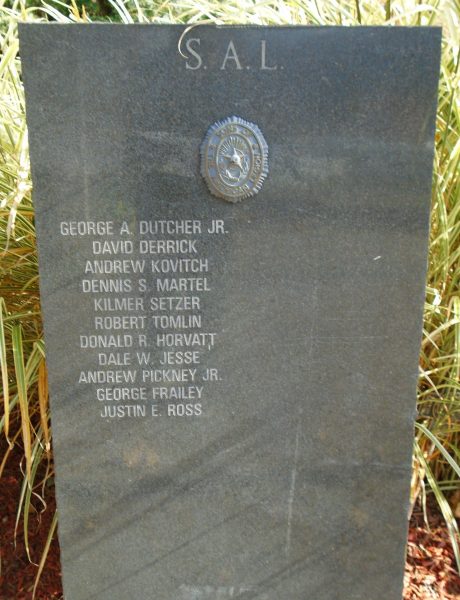 S. A. L.
GEORGE A. DUTCHER JR.
DAVID DERRICK
ANDREW KOVITCH
DENNIS S. MARTEL
KILMER SETZER
ROBERT TOMLIN
DONALD R. HORVATT
DALE W. JESSE
ANDREW PICKNEY JR.
GEORGE FRAILEY
JUSTIN E. ROSS